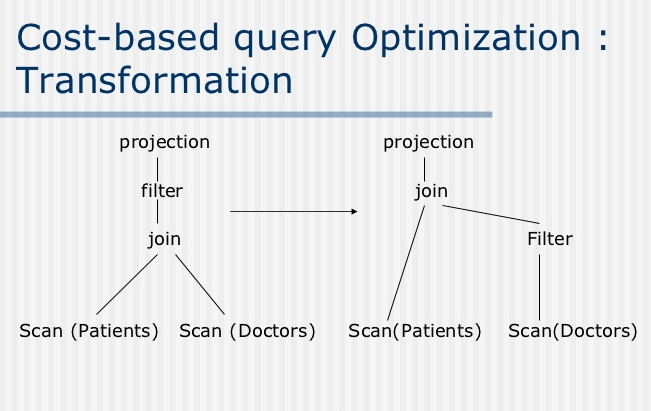 Cost-based query Optimization :
Transformation
projection
filter
join
Scan (Patients)
Scan (Doctors)
projection
join
Filter
Scan(Patients)
Scan(Doctors)